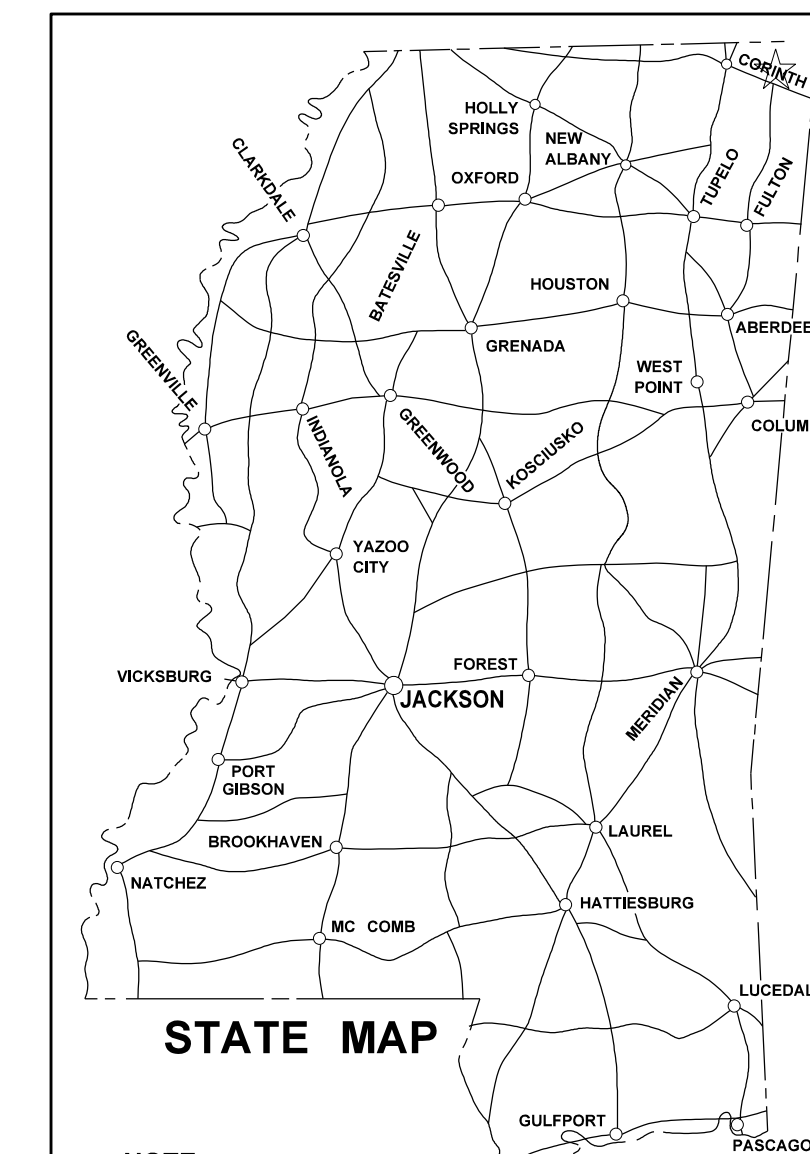 CORINTH
HOLLY
SPRINGS
NEW
ALBANY
CLARKDALE
OXFORD
TUPELO
FULTON
BATESVILLE
HOUSTON
ABERDEE
GRENADA
GREENVILLE
WEST
POINT
COLUM
INDIANOLA
GREENWOOD
KOSCIUSKO
YAZOO
CITY
VICKSBURG
FOREST
JACKSON
MERIDIAN
PORT
GIBSON
BROOKHAVEN
LAUREL
NATCHEZ
HATTIESBURG
MC COMB
LUCEDAL
STATE MAP
GULFPORT
PASCAGO
NOTE